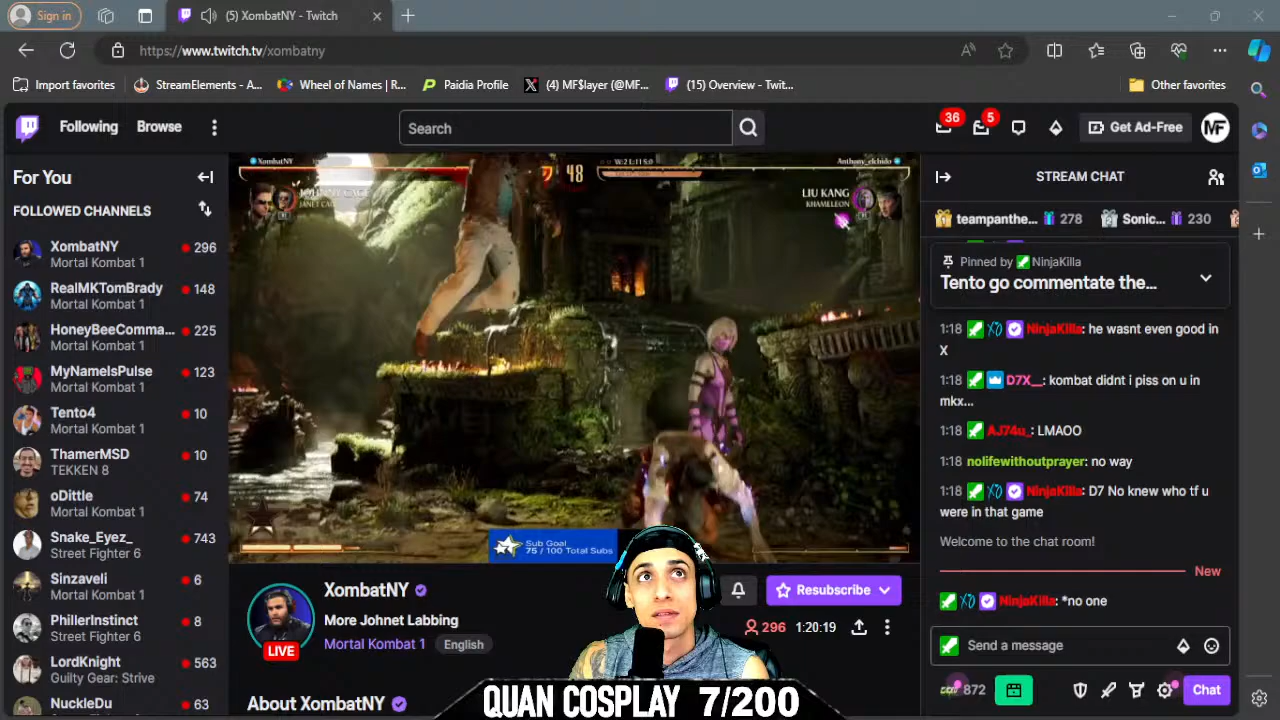 Sign in
(5) XombatNY - Twitch
https://www.twitch.tv/xombatny
Import favorites
StreamElements - A...
Wheel of Names | R...
Paidia Profile
(4) MF$layer (@MF...
(15) Overview - Twit...
Other favorites
Following
Browse
Search
36
5
Get Ad-Free
MF
For You
FOLLOWED CHANNELS
XombatNY
296
Mortal Kombat 1
RealMKTomBrady
148
Mortal Kombat 1
HoneyBeeComma...
225
Mortal Kombat 1
MyNameIsPulse
123
Mortal Kombat 1
Tento4
10
Mortal Kombat 1
ThamerMSD
10
TEKKEN 8
oDittle
74
Mortal Kombat 1
Snake_Eyez_
743
Street Fighter 6
Sinzaveli
6
Mortal Kombat 1
PhillerInstinct
8
Street Fighter 6
LordKnight
563
Guilty Gear: Strive
NuckleDu
63
XombatNY
48
Anthony_elchido
JOHNNY CAGE
LIU KANG
KHAMELEON
Sub Goal
75 / 100 Total Subs
XombatNY
LIVE
More Johnet Labbing
Mortal Kombat 1
English
Resubscribe
296
1:20:19
About XombatNY
QUAN COSPLAY 7/200
STREAM CHAT
teampanthe...
278
Sonic...
230
Pinned by NinjaKilla
Tento go commentate the...
1:18 NinjaKilla: he wasnt even good in
X
1:18 D7X__: kombat didnt i piss on u in
mkx...
1:18 AJ74u_: LMAOO
1:18 nolifewithoutprayer: no way
1:18 NinjaKilla: D7 No knew who tf u
were in that game
Welcome to the chat room!
New
NinjaKilla: *no one
Send a message
872
Chat